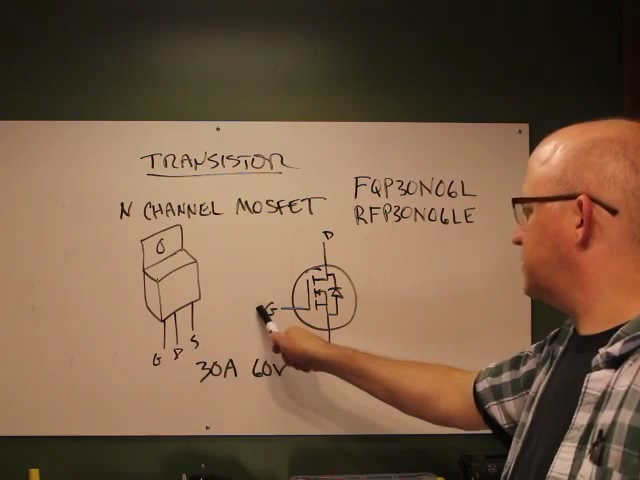 TRANSISTOR
N CHANNEL MOSFET
FQP30N06L
RFP30N06LE
D
G
G D S
30A 60V